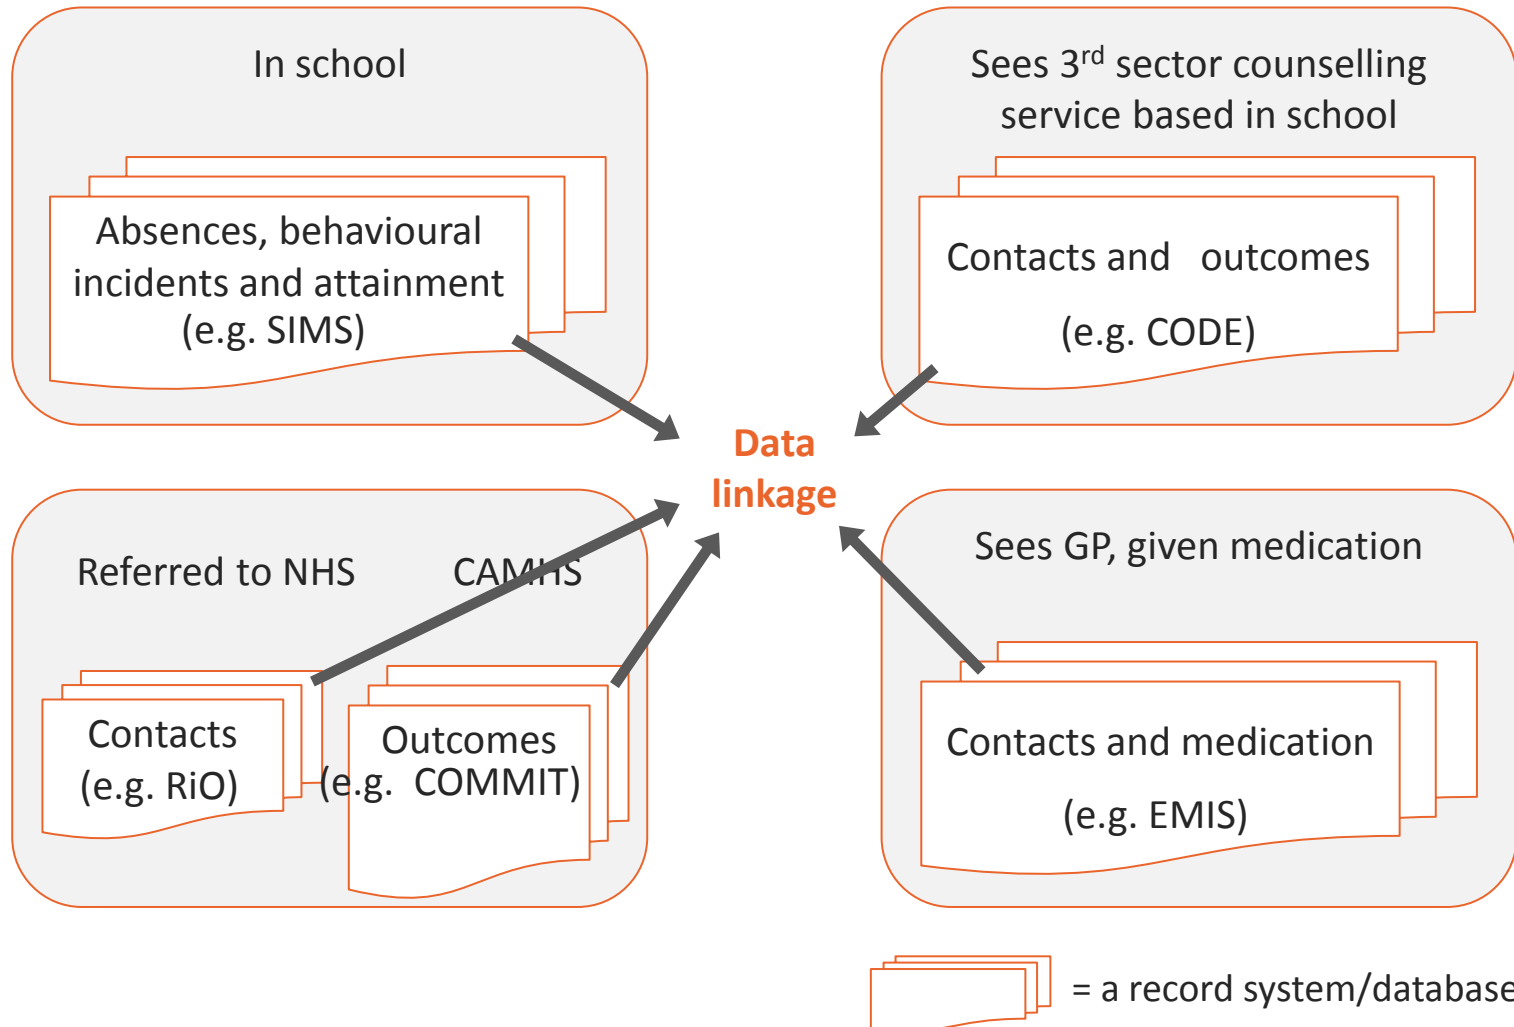 In school
Absences, behavioural
incidents and attainment
(e.g. SIMS)
Sees 3rd sector counselling
service based in school
Contacts and outcomes
(e.g. CODE)
Data
linkage
Referred to NHS CAMHS
Contacts
(e.g. RiO)
Outcomes
(e.g. COMMIT)
Sees GP, given medication
Contacts and medication
(e.g. EMIS)
= a record system/database